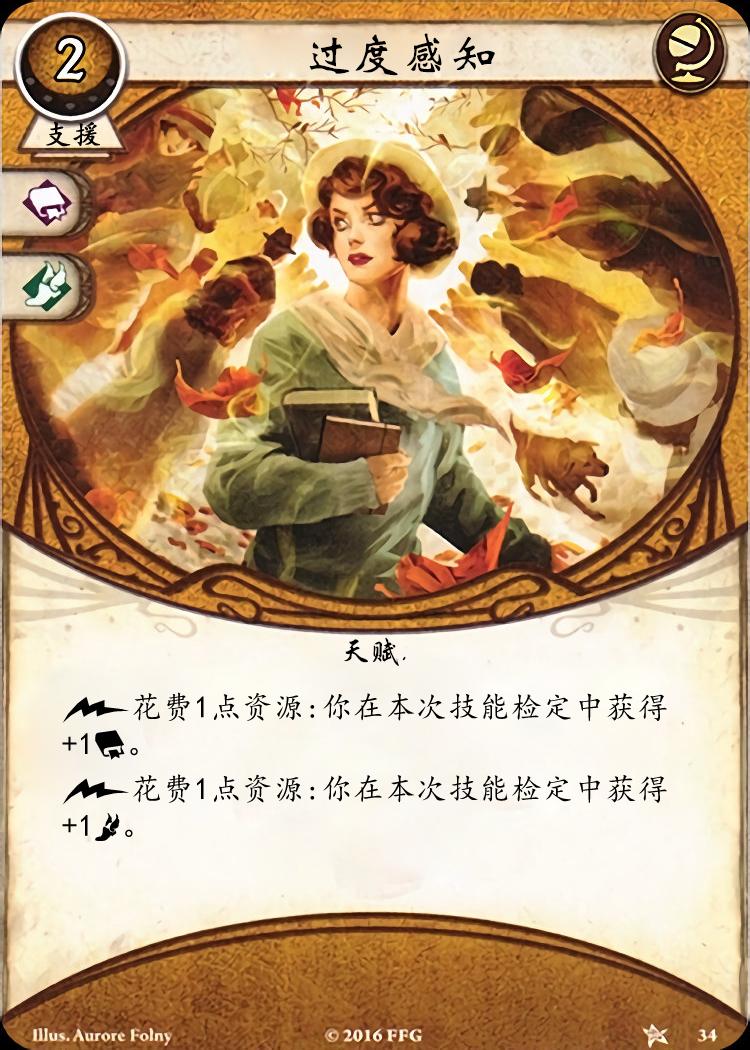 2
过度感知
支援
天赋.
花费1点资源:你在本次技能检定中获得
+1。
花费1点资源:你在本次技能检定中获得
+1。
Illus. Aurore Folny
© 2016 FFG
34